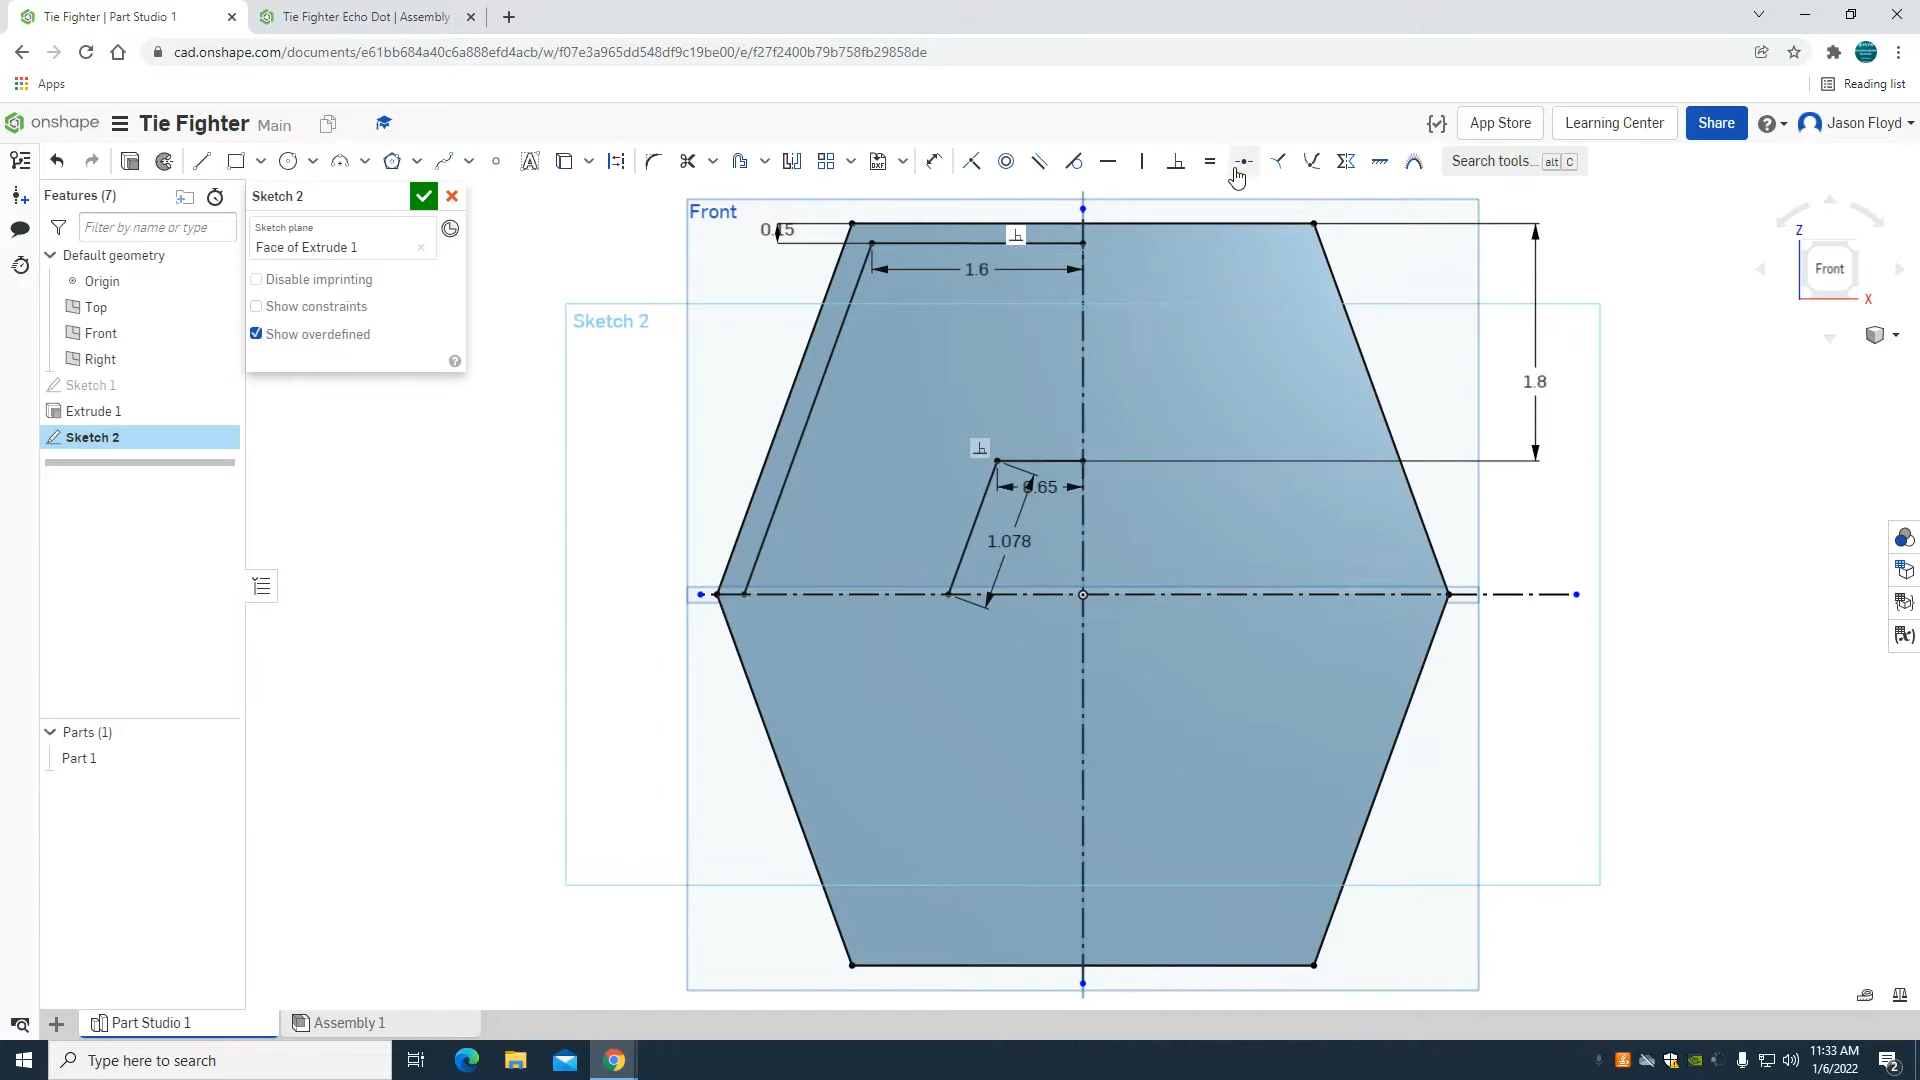 Tie Fighter | Part Studio 1
Tie Fighter Echo Dot | Assembly
cad.onshape.com/documents/e61bb684a40c6a888efd4acb/w/f07e3a965dd548df9c19be00/e/f27f2400b79b758fb29858de
Apps
Reading list
onshape
Tie Fighter Main
App Store
Learning Center
Share
Jason Floyd
Search tools... alt C
Features (7)
Filter by name or type
Default geometry
Origin
Top
Front
Right
Sketch 1
Extrude 1
Sketch 2
Parts (1)
Part 1
Sketch 2
Sketch plane
Face of Extrude 1
Disable imprinting
Show constraints
Show overdefined
Front
0.15
1.6
Sketch 2
1.8
0.65
1.078
Z
Front
X
Part Studio 1
Assembly 1
Type here to search
11:33 AM
1/6/2022
2